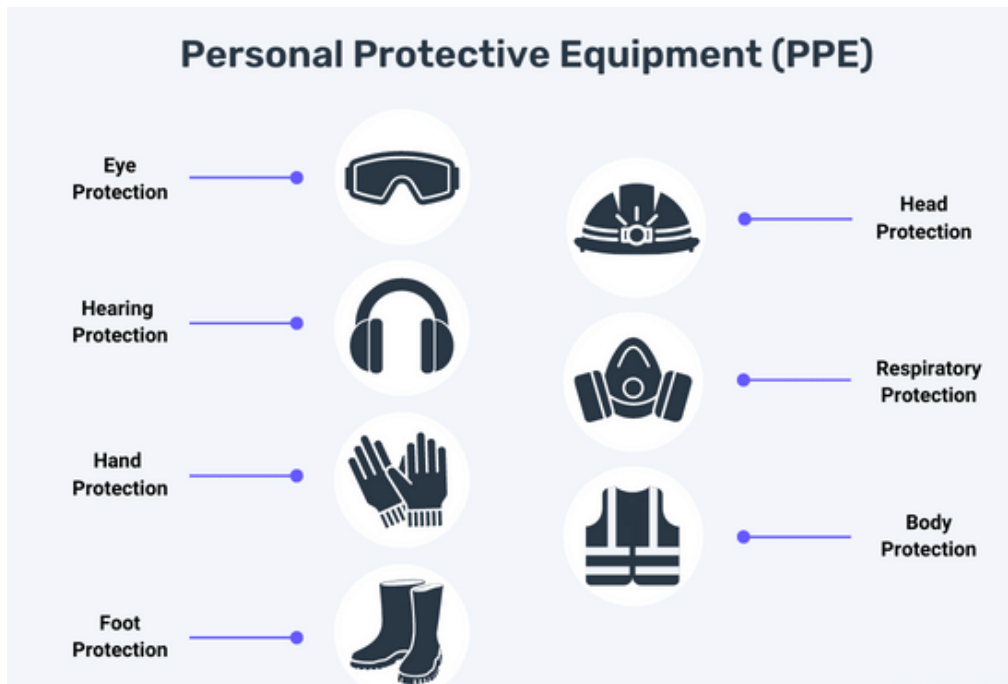 Personal Protective Equipment (PPE)
Eye
Protection
Hearing
Protection
Hand
Protection
Foot
Protection
Head
Protection
Respiratory
Protection
Body
Protection